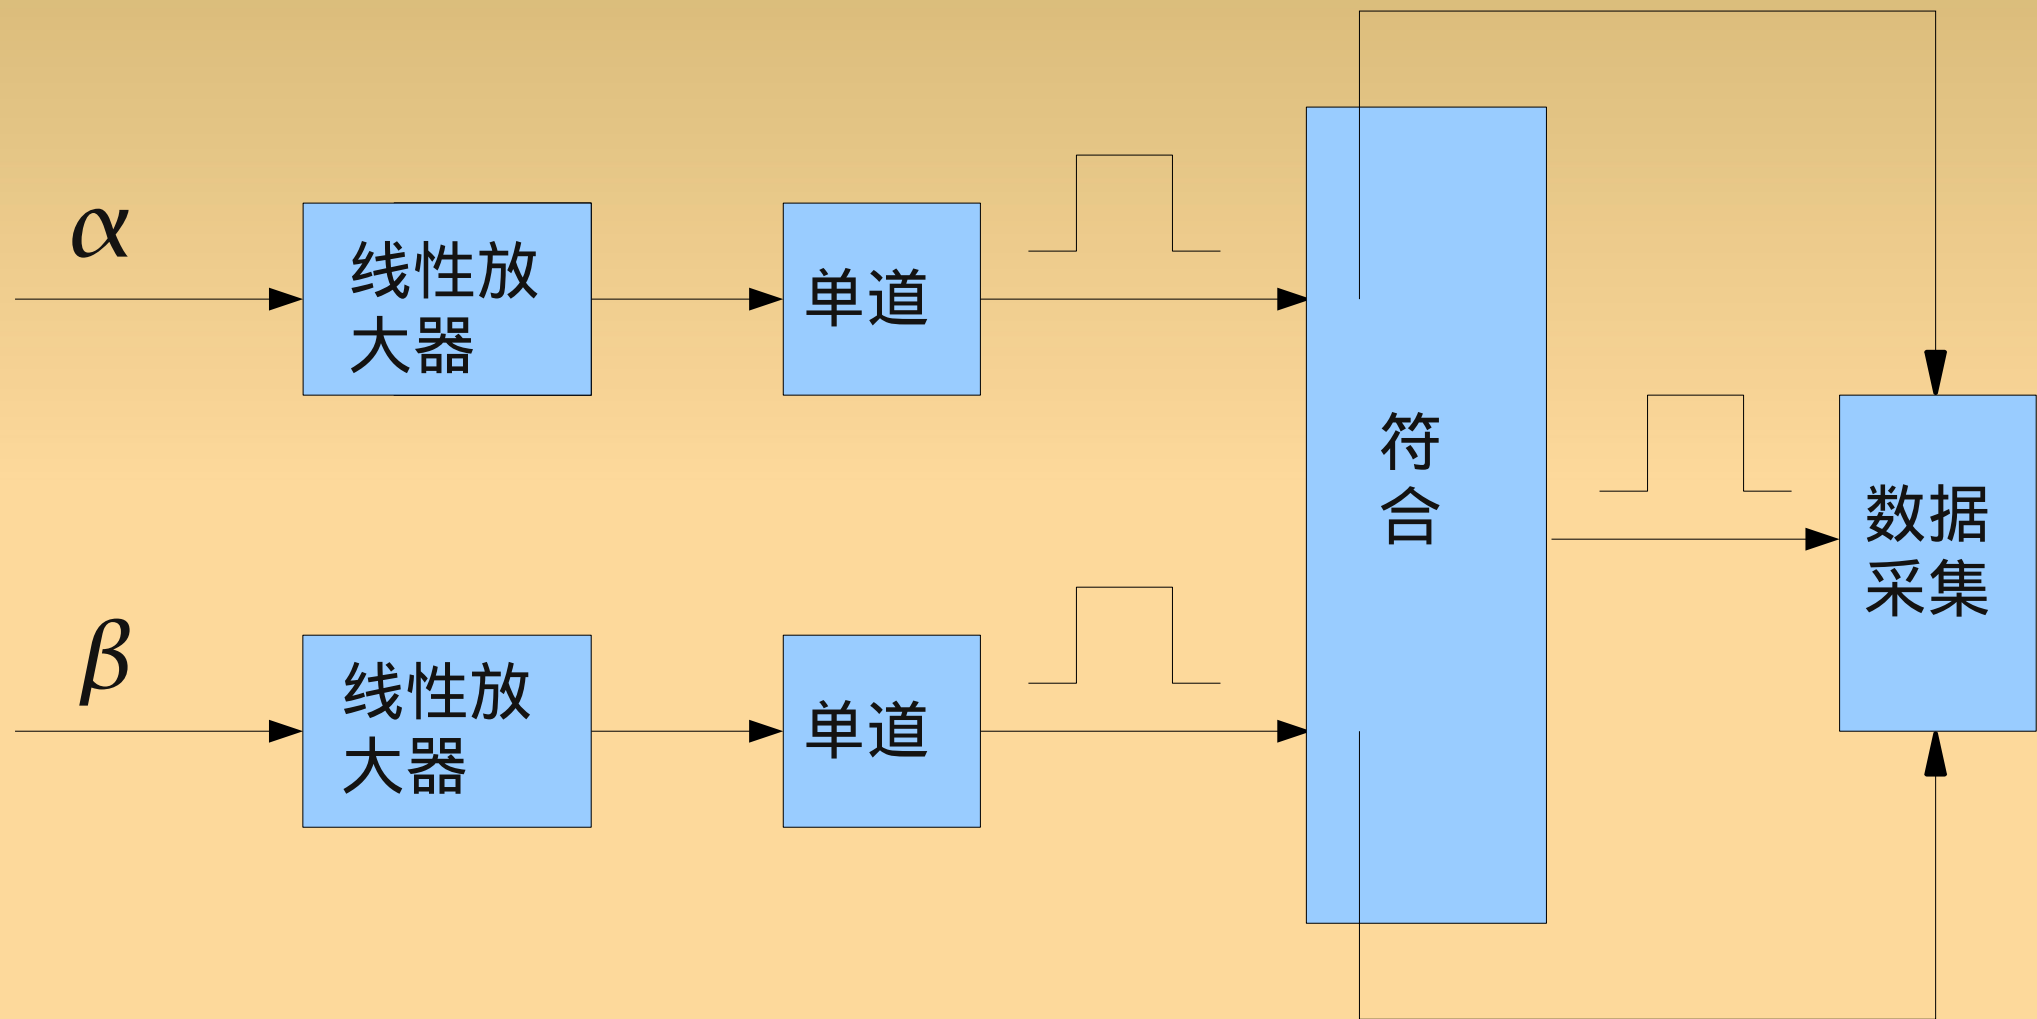 α
线性放
大器
单道
β
线性放
大器
单道
符
合
数据
采集